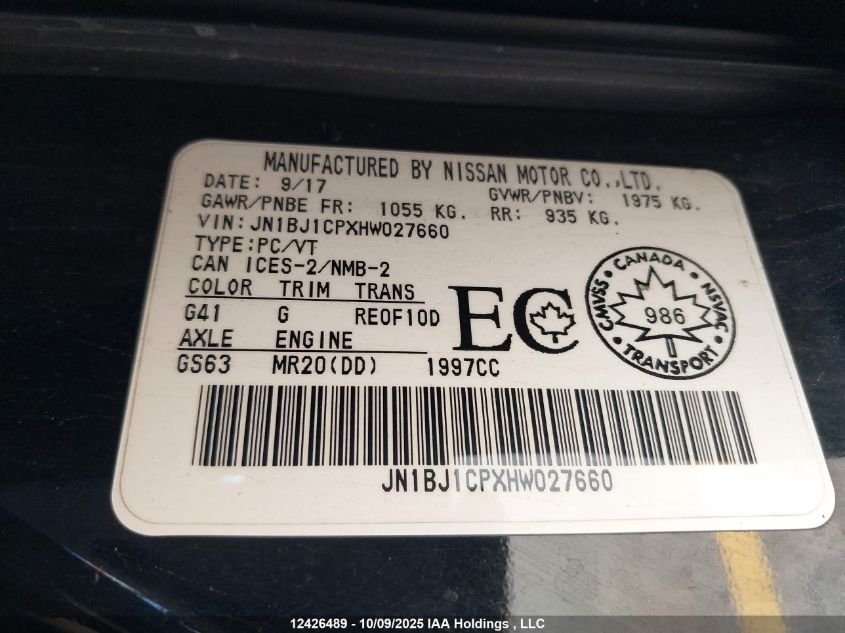 MANUFACTURED BY NISSAN MOTOR CO.,LTD.
DATE: 9/17 GVWR/PNBV: 1975 KG.
GAWR/PNBE FR: 1055 KG. RR: 935 KG.
VIN: JN1BJ1CPXHW027660
TYPE:PC/VT
CAN ICES-2/NMB-2
COLOR TRIM TRANS
G41 G RE0F10D
AXLE ENGINE
GS63 MR20(DD) 1997CC
EC
CANADA
CMVSS NSVAC
986
TRANSPORT
JN1BJ1CPXHW027660
12426489 - 10/09/2025 IAA Holdings , LLC